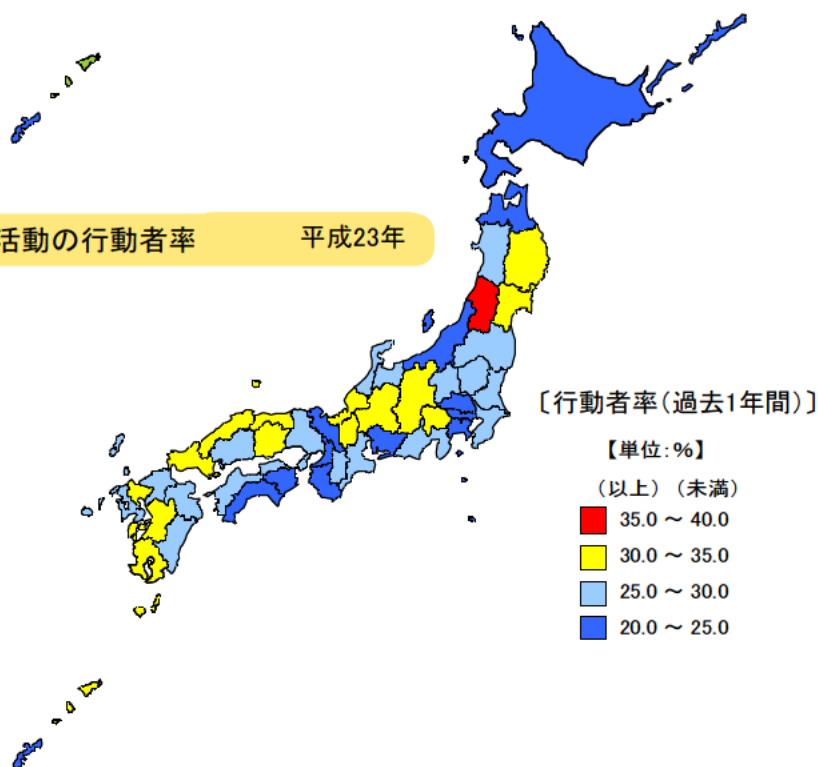 活動の行動者率 平成23年
〔行動者率(過去1年間)〕
【単位:%】
(以上)(未満)
35.0 ～ 40.0
30.0 ～ 35.0
25.0 ～ 30.0
20.0 ～ 25.0